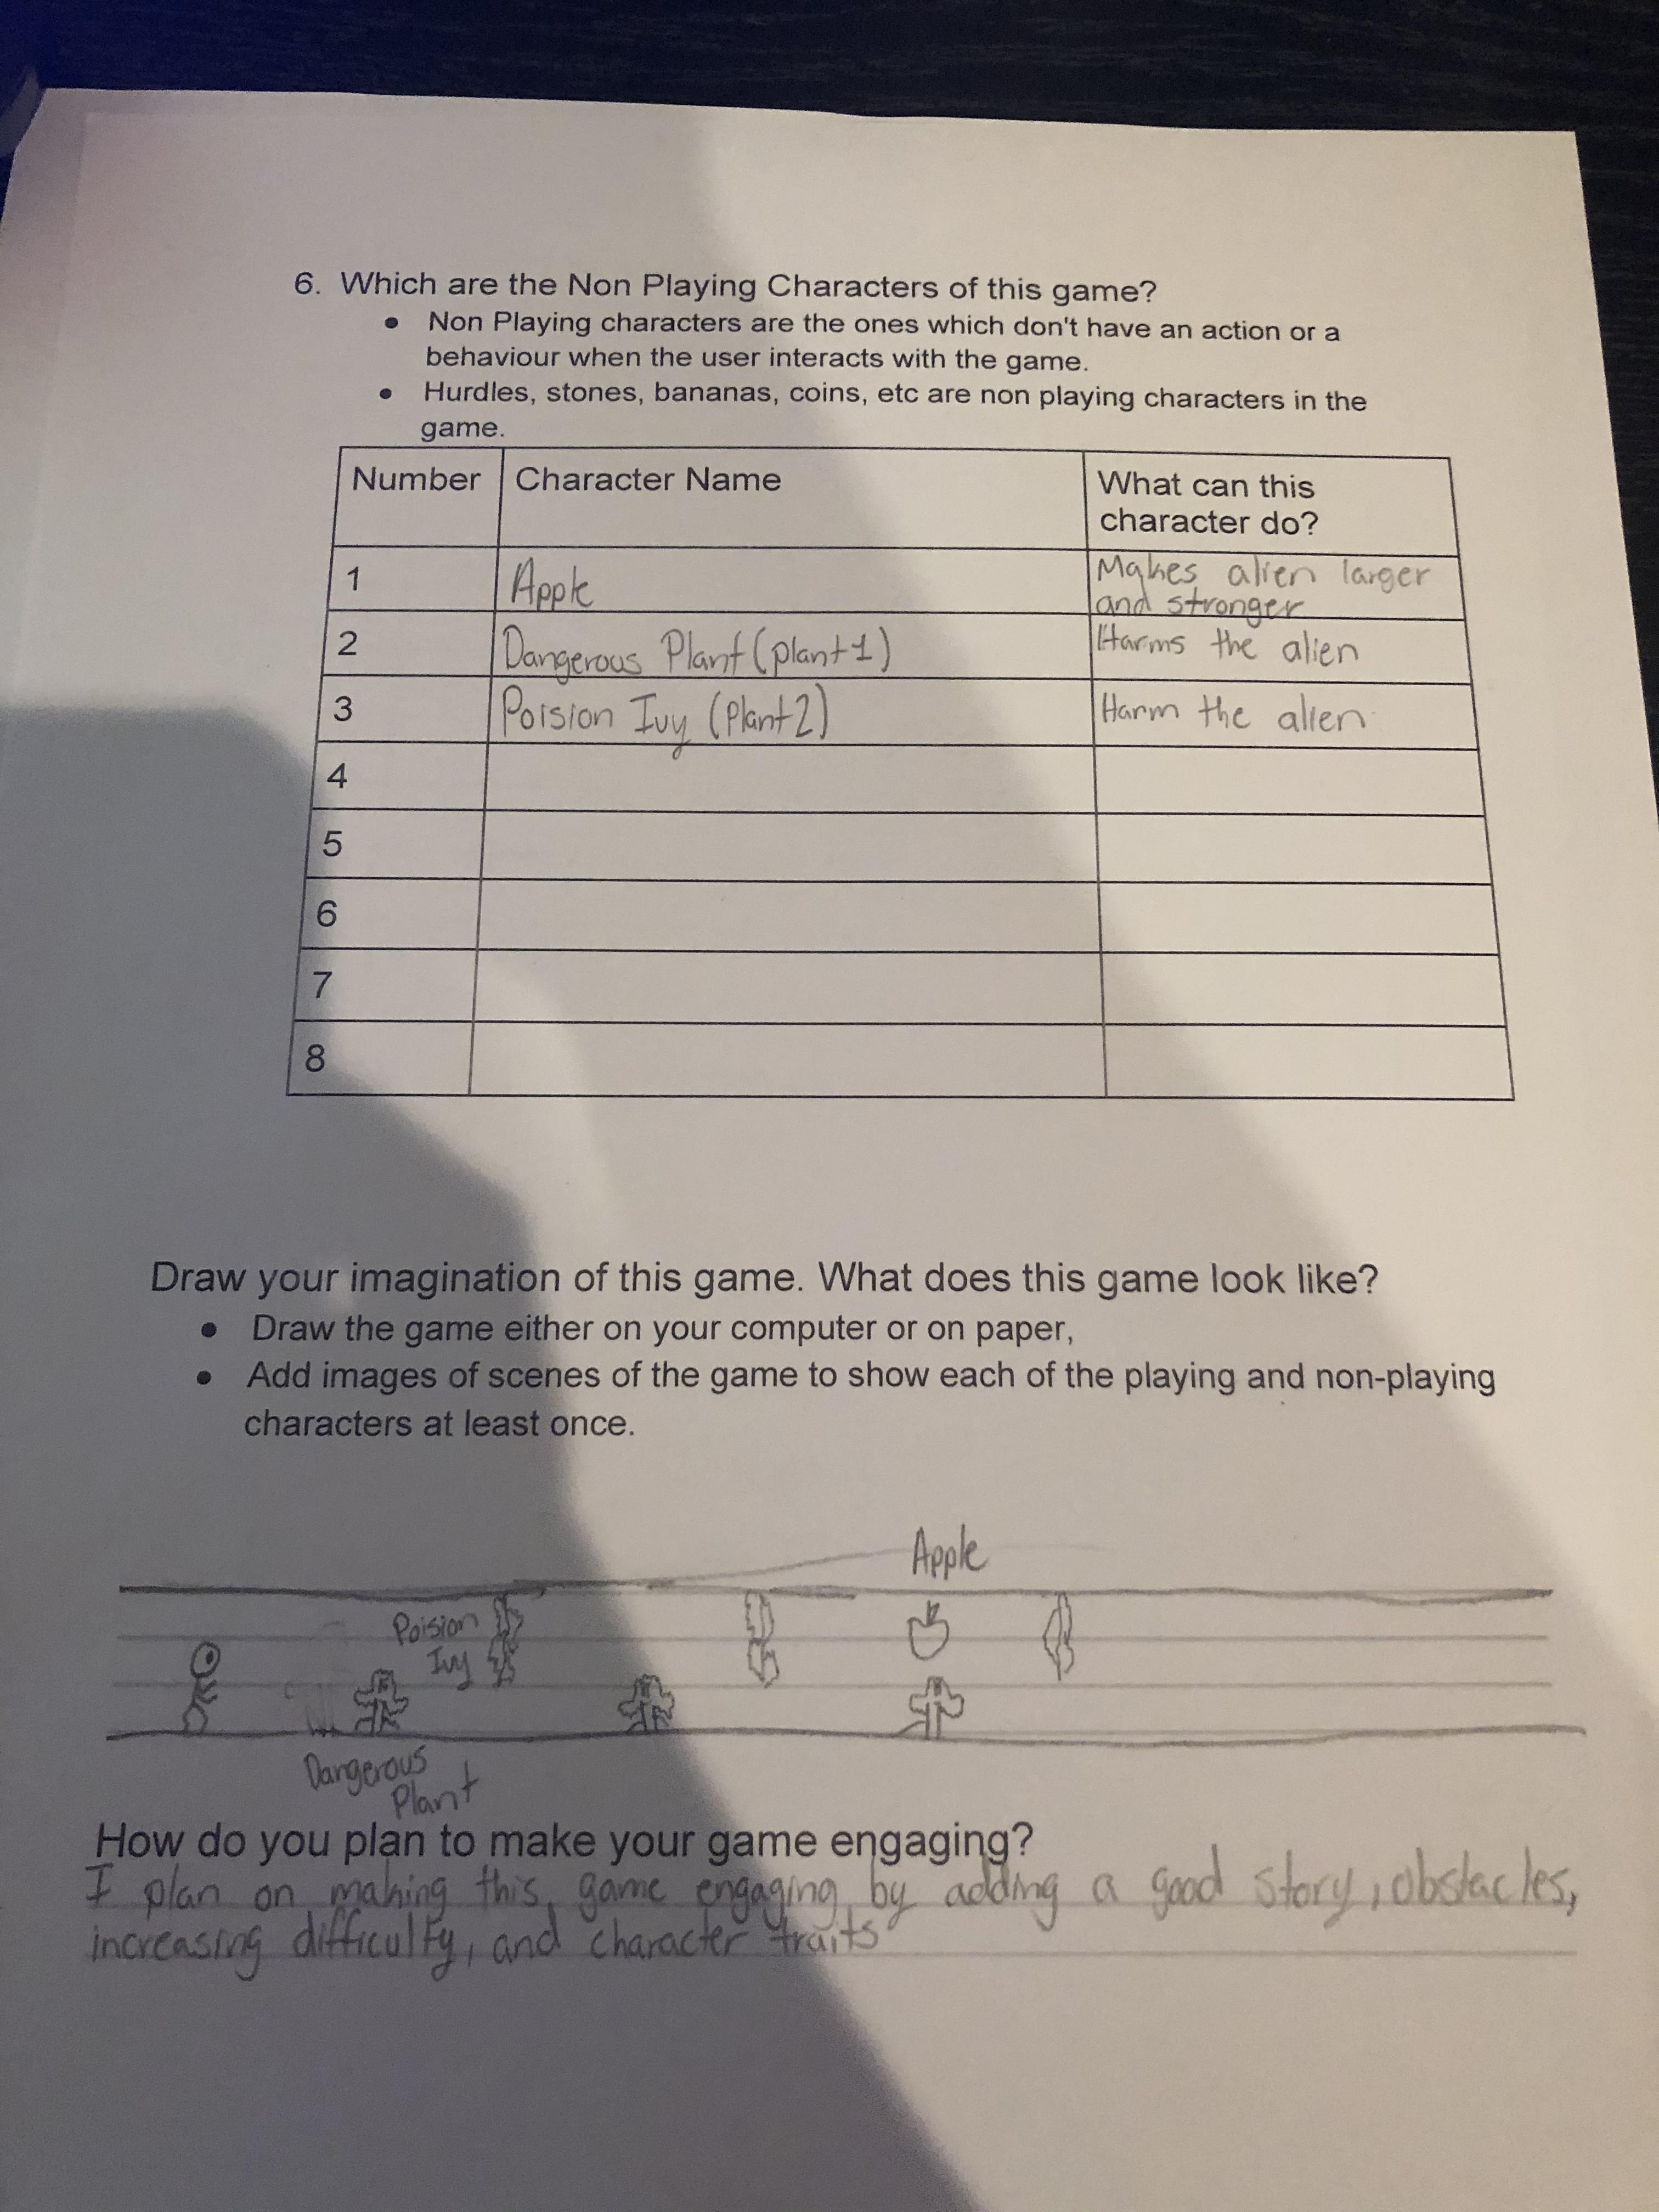 6. Which are the Non Playing Characters of this game?
• Non Playing characters are the ones which don't have an action or a
behaviour when the user interacts with the game.
• Hurdles, stones, bananas, coins, etc are non playing characters in the
game.
Number Character Name What can this
character do?
1 Apple Makes alien larger
and stronger
2 Dangerous Plant (plant 1) Harms the alien
3 Poision Ivy (Plant 2) Harm the alien
4
5
6
7
8
Draw your imagination of this game. What does this game look like?
• Draw the game either on your computer or on paper,
• Add images of scenes of the game to show each of the playing and non-playing
characters at least once.
Apple
Poision
Ivy
Dangerous
Plant
How do you plan to make your game engaging?
I plan on making this game engaging by adding a good story, obstacles,
increasing difficulty, and character traits